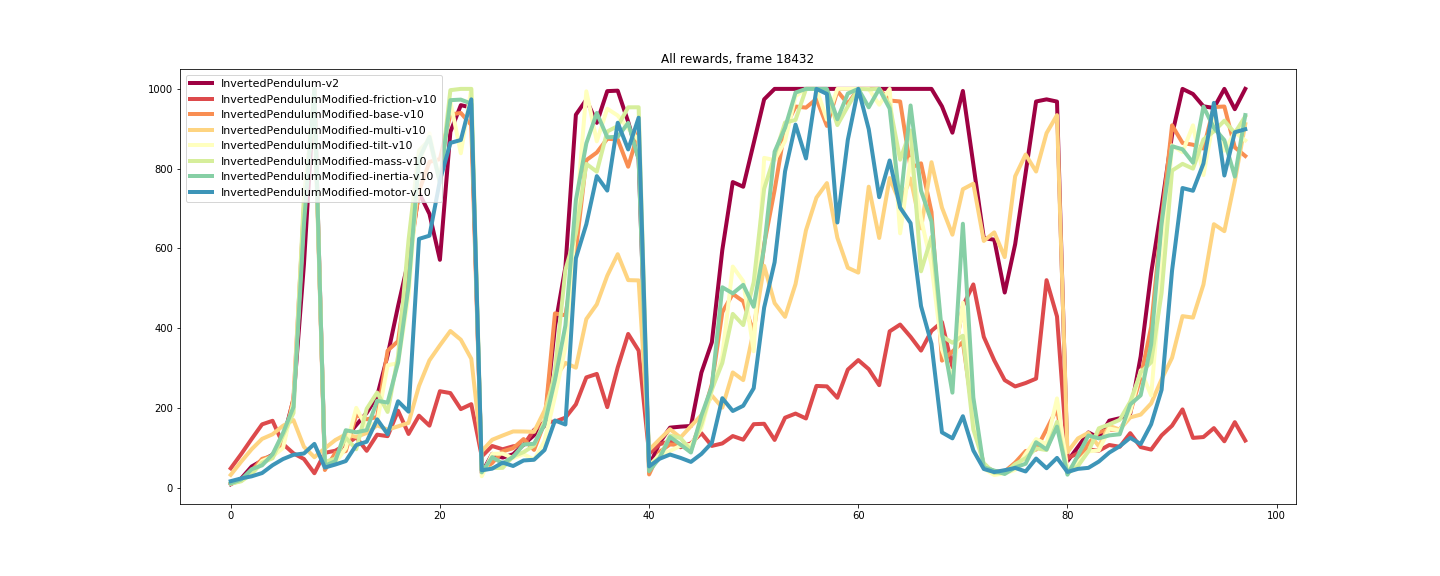 All rewards, frame 18432
1000
800
600
400
200
0
InvertedPendulum-v2
InvertedPendulumModified-friction-v10
InvertedPendulumModified-base-v10
InvertedPendulumModified-multi-v10
InvertedPendulumModified-tilt-v10
InvertedPendulumModified-mass-v10
InvertedPendulumModified-inertia-v10
InvertedPendulumModified-motor-v10
0 20 40 60 80 100